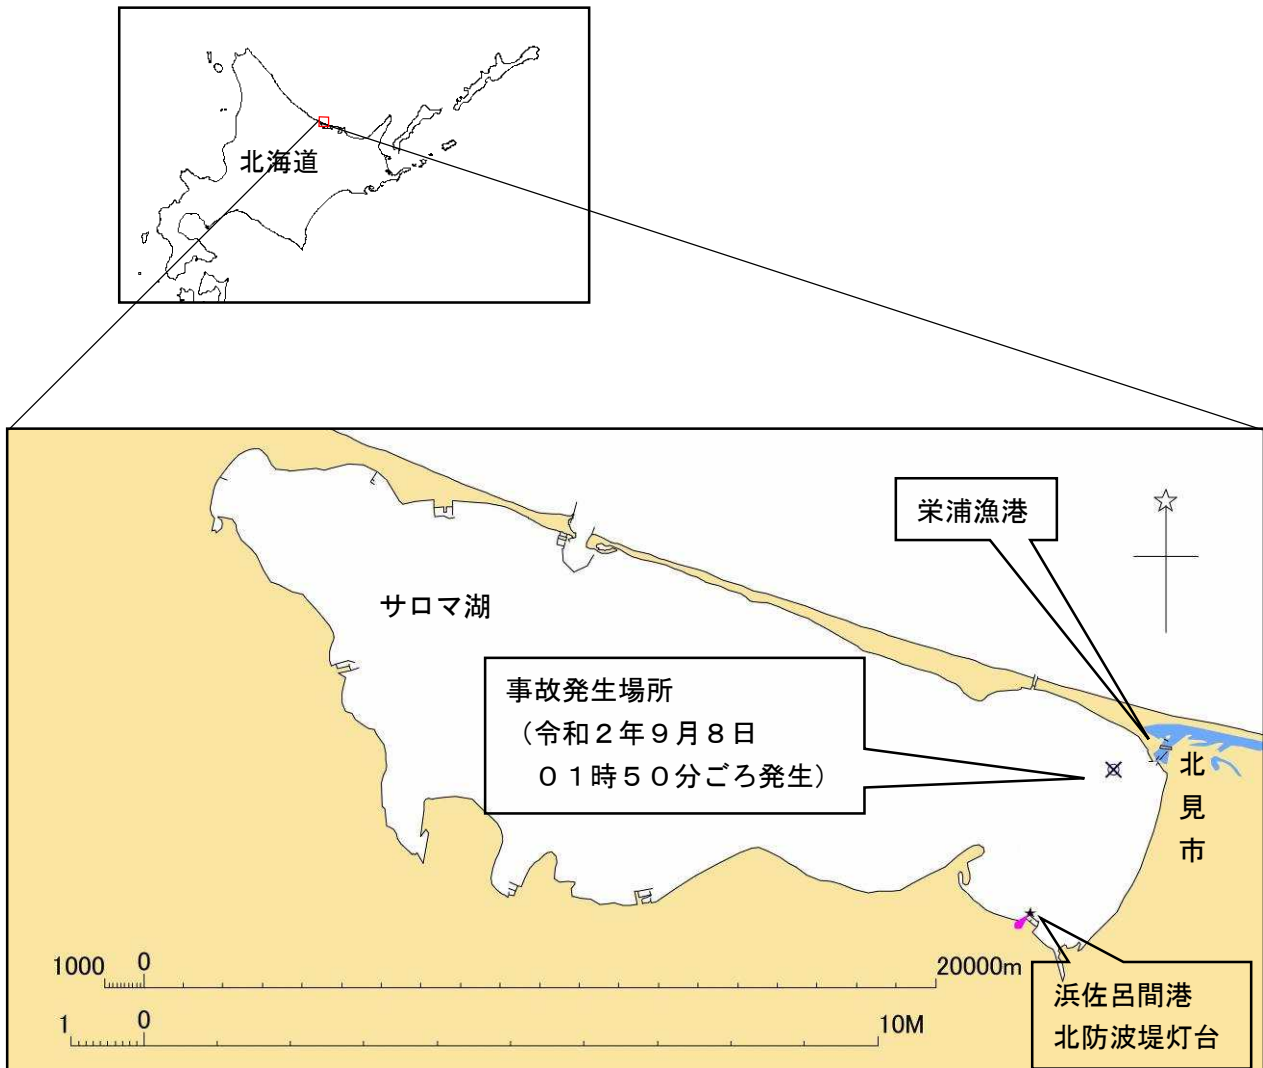 北海道
栄浦漁港
サロマ湖
事故発生場所
（令和２年９月８日
０１時５０分ごろ発生）
北
見
市
1000 0 20000m
1 0 10M
浜佐呂間港
北防波堤灯台